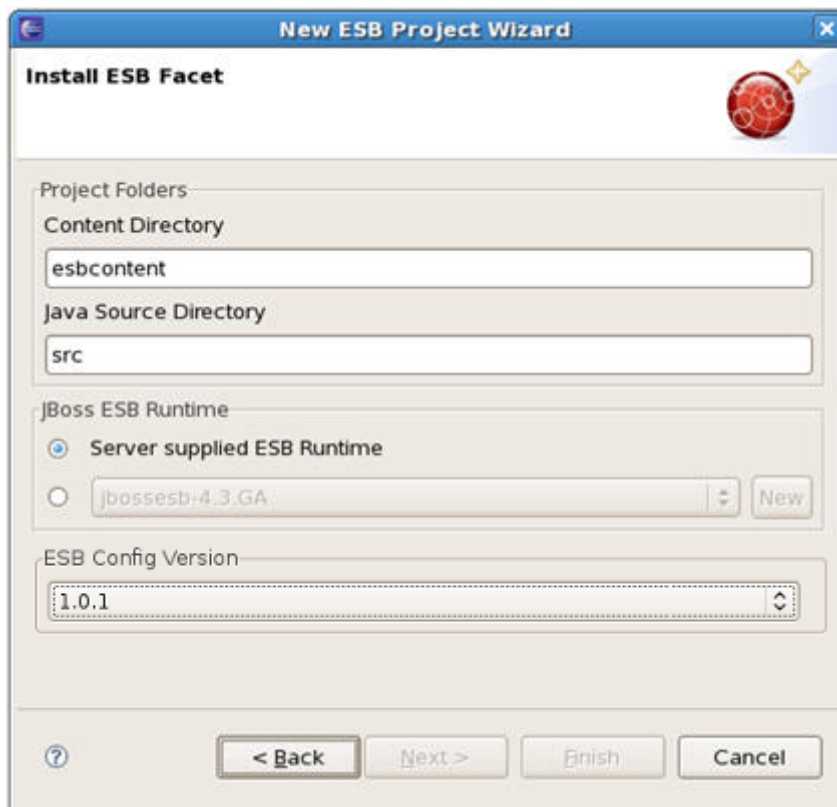 New ESB Project Wizard
Install ESB Facet
Project Folders
Content Directory
esbcontent
Java Source Directory
src
JBoss ESB Runtime
Server supplied ESB Runtime
jbossesb-4.3.GA
New
ESB Config Version
1.0.1
< Back Next > Finish Cancel